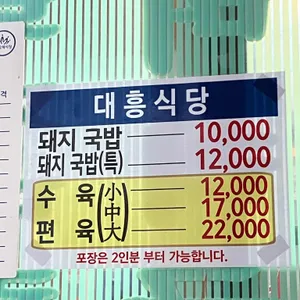 대흥식당
돼지 국밥 10,000
돼지 국밥(특) 12,000
수 육 (小 12,000
中 17,000
편 육 大) 22,000
포장은 2인분 부터 가능합니다.
격